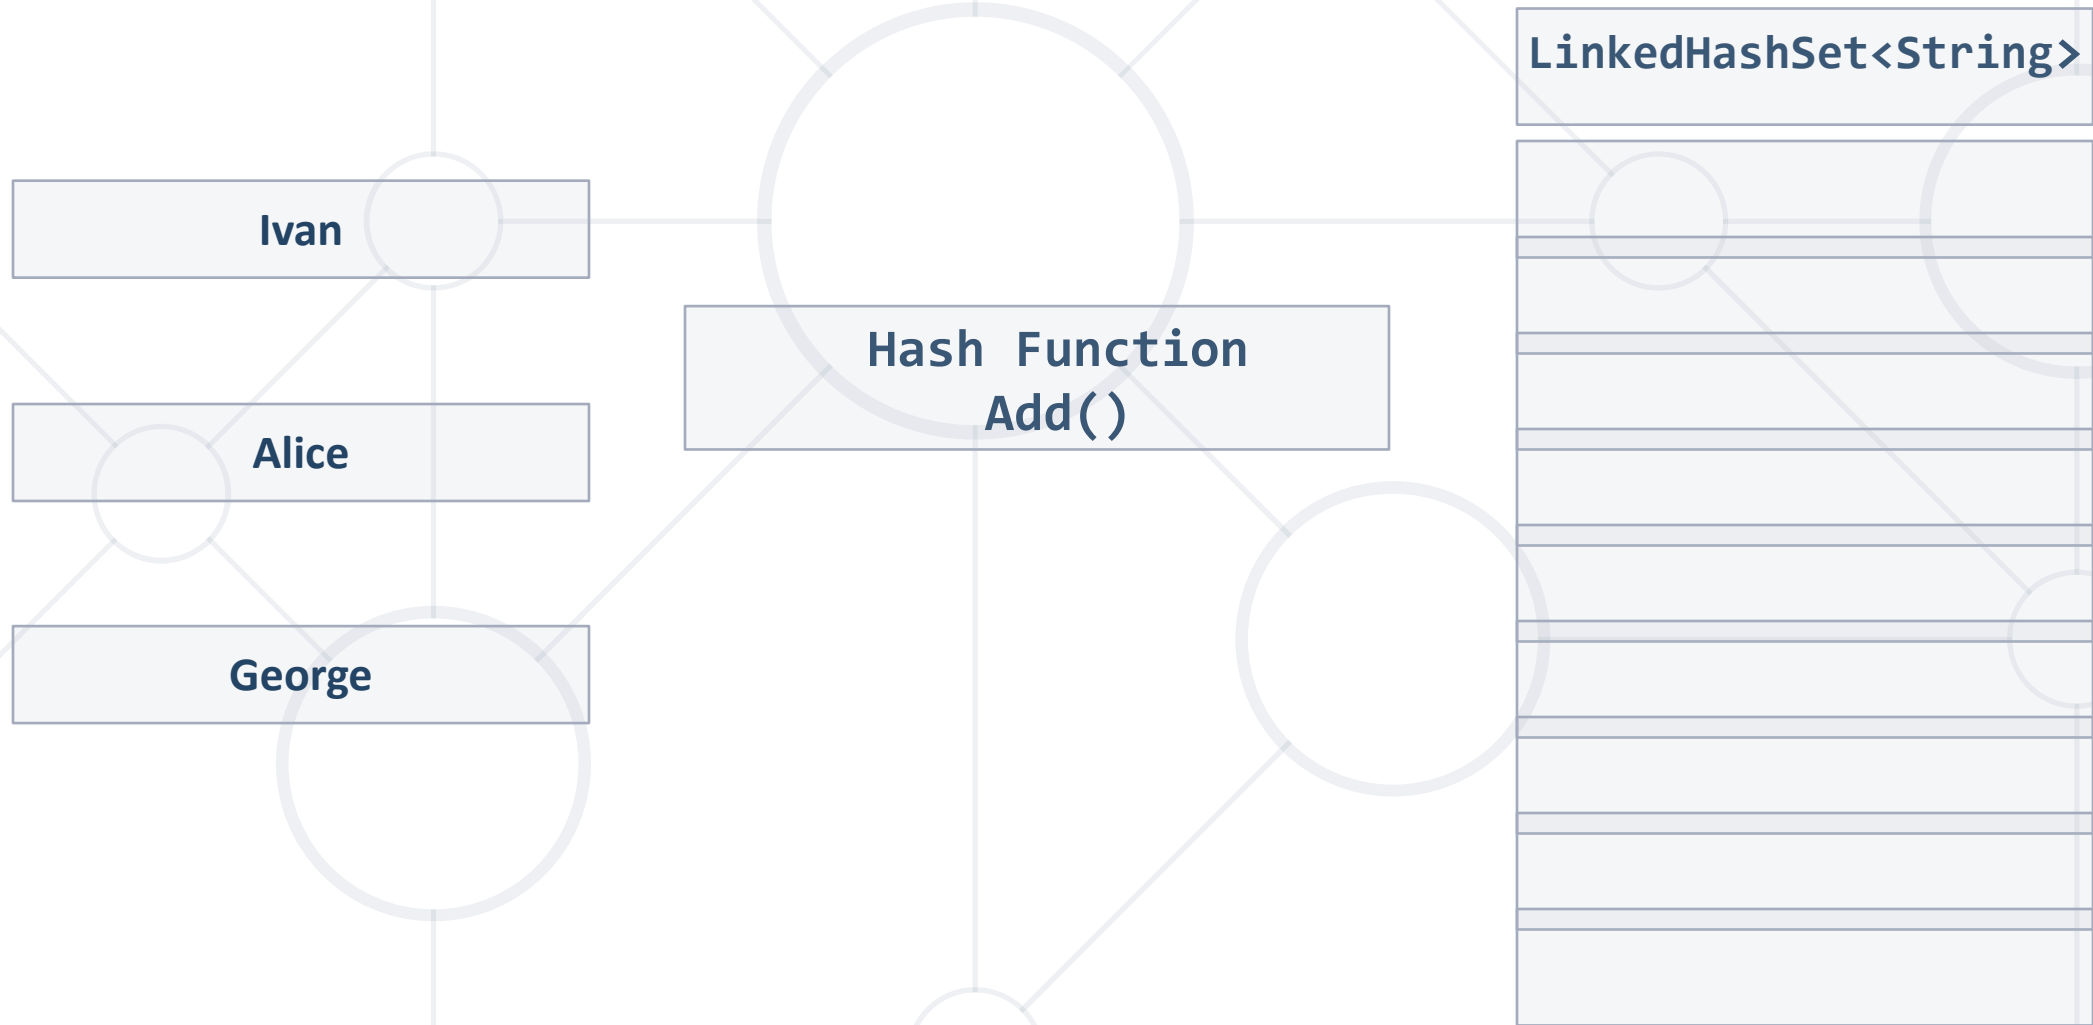 LinkedHashSet<String>
Ivan
Hash Function
Add()
Alice
George